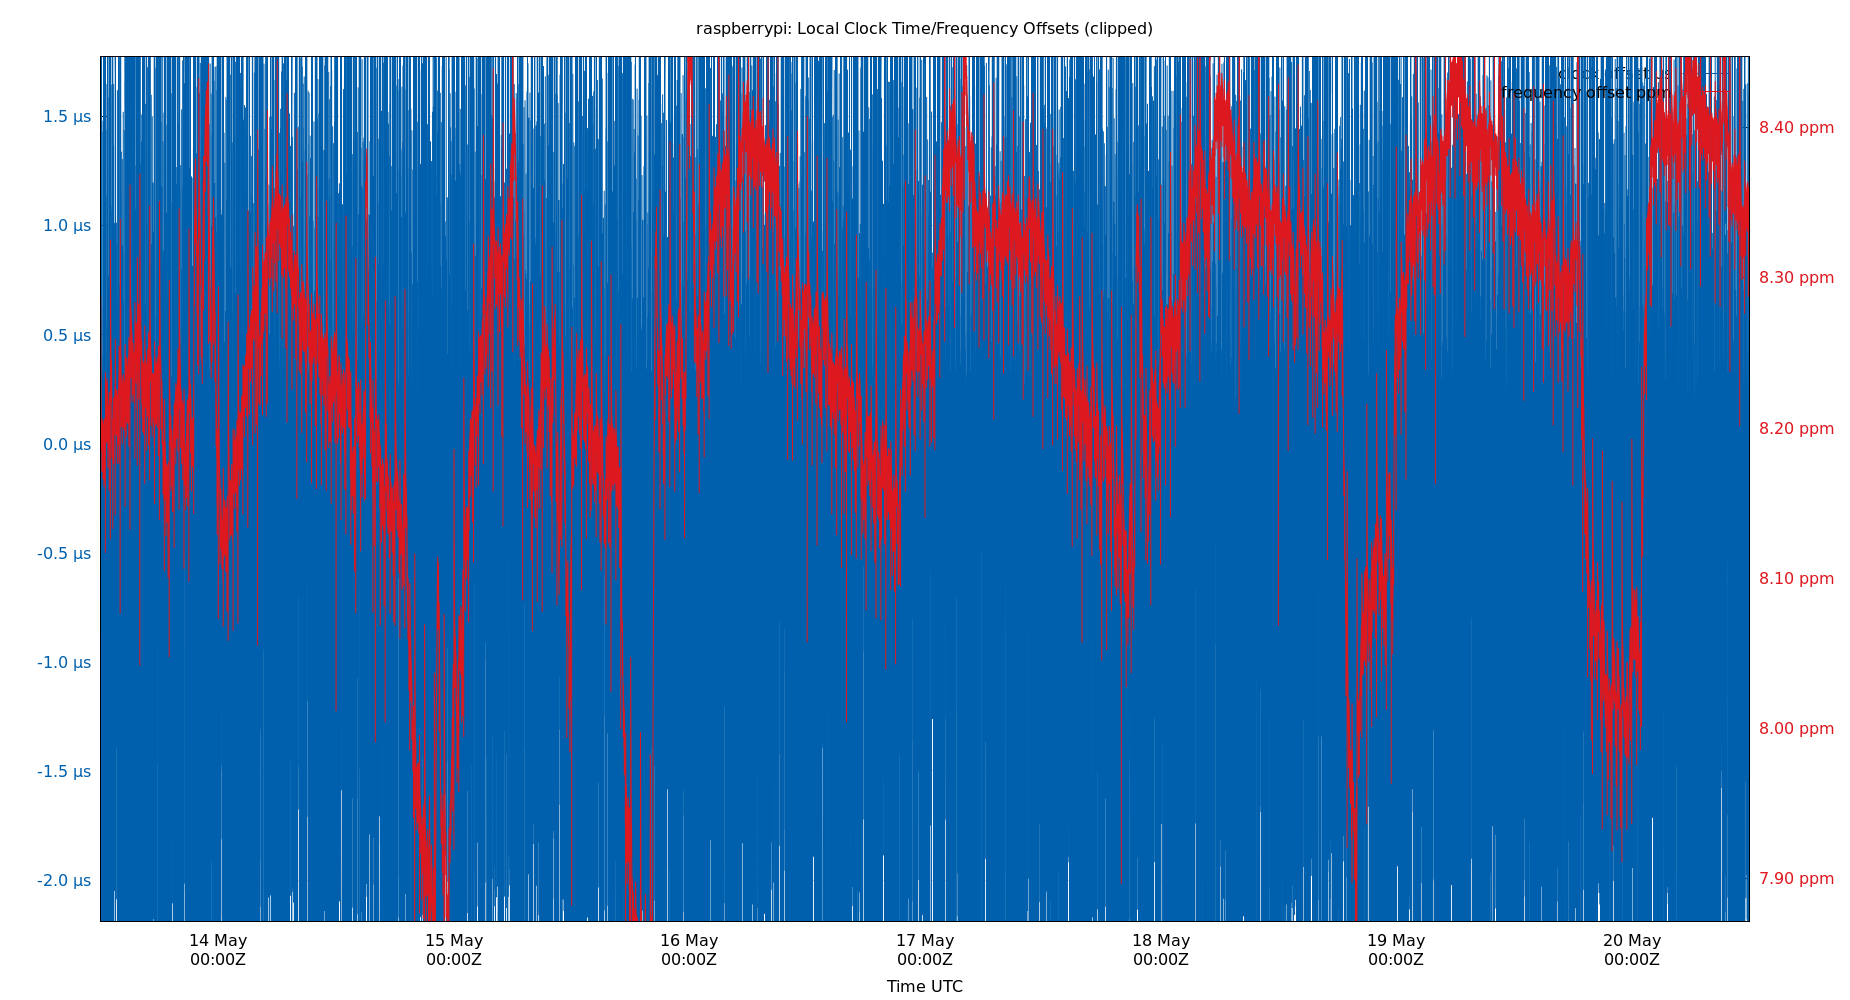 raspberrypi: Local Clock Time/Frequency Offsets (clipped)
clock offset µs
frequency offset ppm
1.5 µs
1.0 µs
0.5 µs
0.0 µs
-0.5 µs
-1.0 µs
-1.5 µs
-2.0 µs
8.40 ppm
8.30 ppm
8.20 ppm
8.10 ppm
8.00 ppm
7.90 ppm
14 May 15 May 16 May 17 May 18 May 19 May 20 May
00:00Z 00:00Z 00:00Z 00:00Z 00:00Z 00:00Z 00:00Z
Time UTC